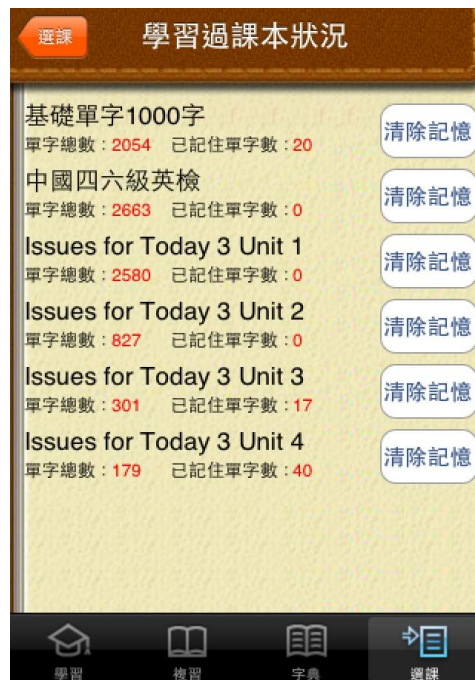 選課
學習過課本狀況
基礎單字1000字
單字總數：2054 已記住單字數：20
清除記憶
中國四六級英檢
單字總數：2663 已記住單字數：0
清除記憶
Issues for Today 3 Unit 1
單字總數：2580 已記住單字數：0
清除記憶
Issues for Today 3 Unit 2
單字總數：827 已記住單字數：0
清除記憶
Issues for Today 3 Unit 3
單字總數：301 已記住單字數：17
清除記憶
Issues for Today 3 Unit 4
單字總數：179 已記住單字數：40
清除記憶
學習 複習 字典 選課